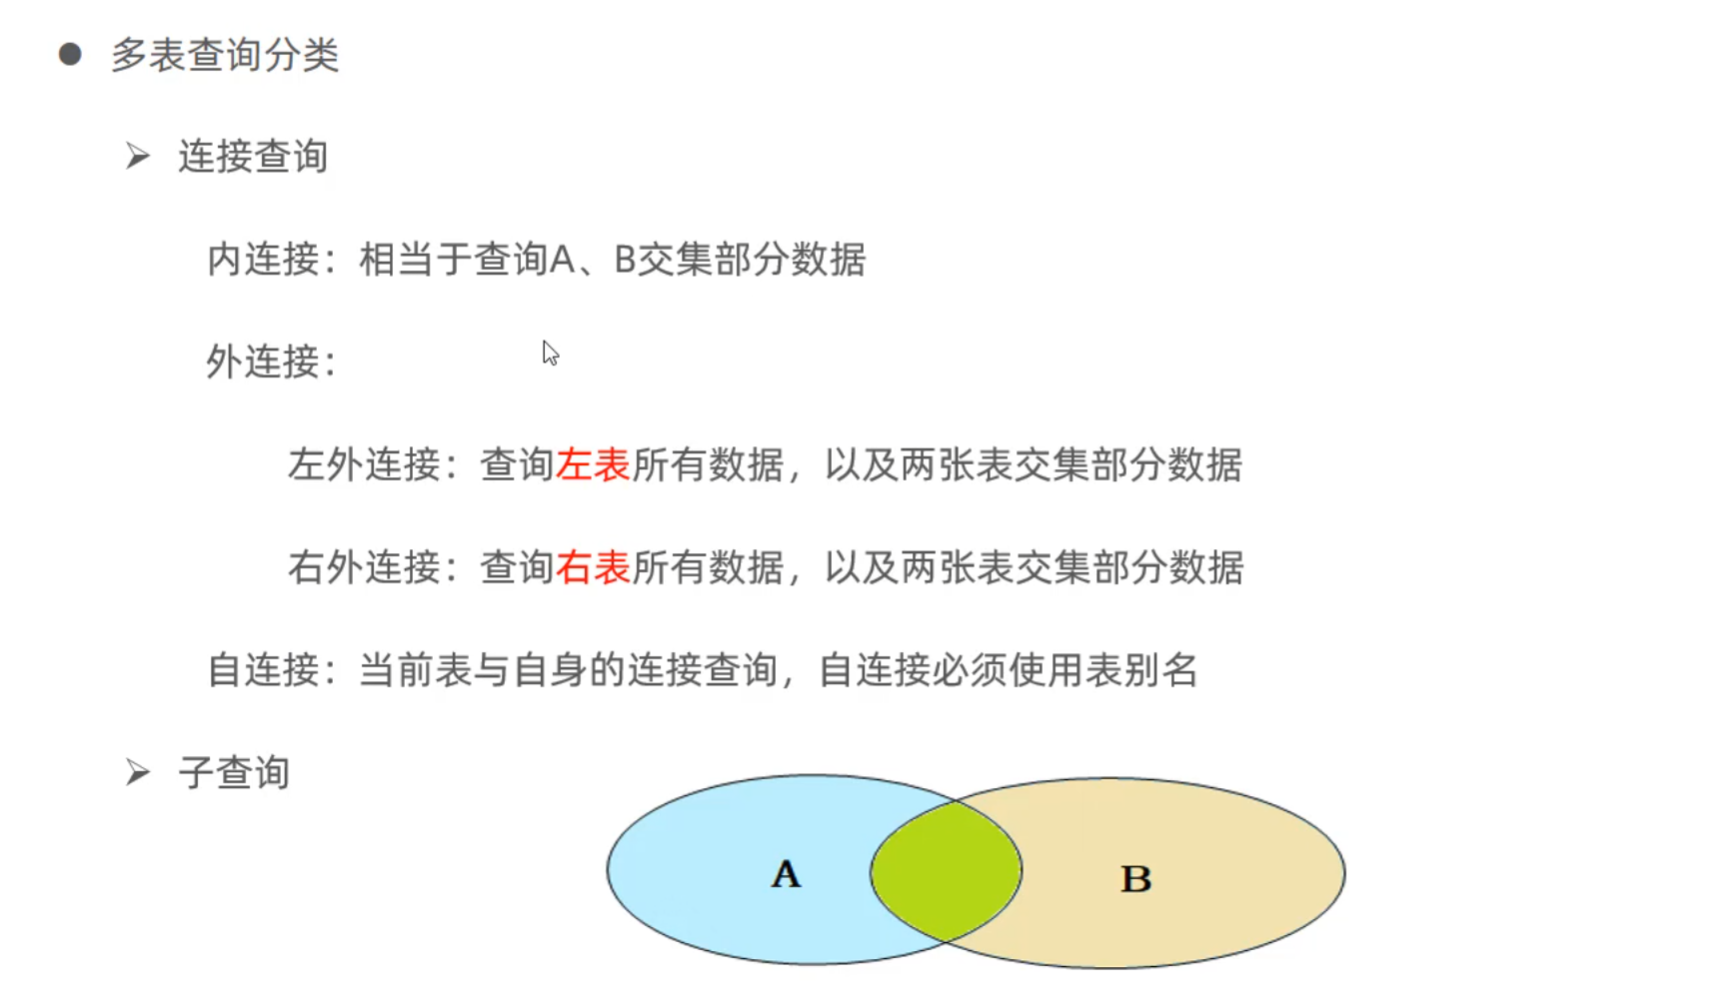 多表查询分类
连接查询
内连接：相当于查询A、B交集部分数据
外连接：
左外连接：查询左表所有数据，以及两张表交集部分数据
右外连接：查询右表所有数据，以及两张表交集部分数据
自连接：当前表与自身的连接查询，自连接必须使用表别名
子查询
A
B